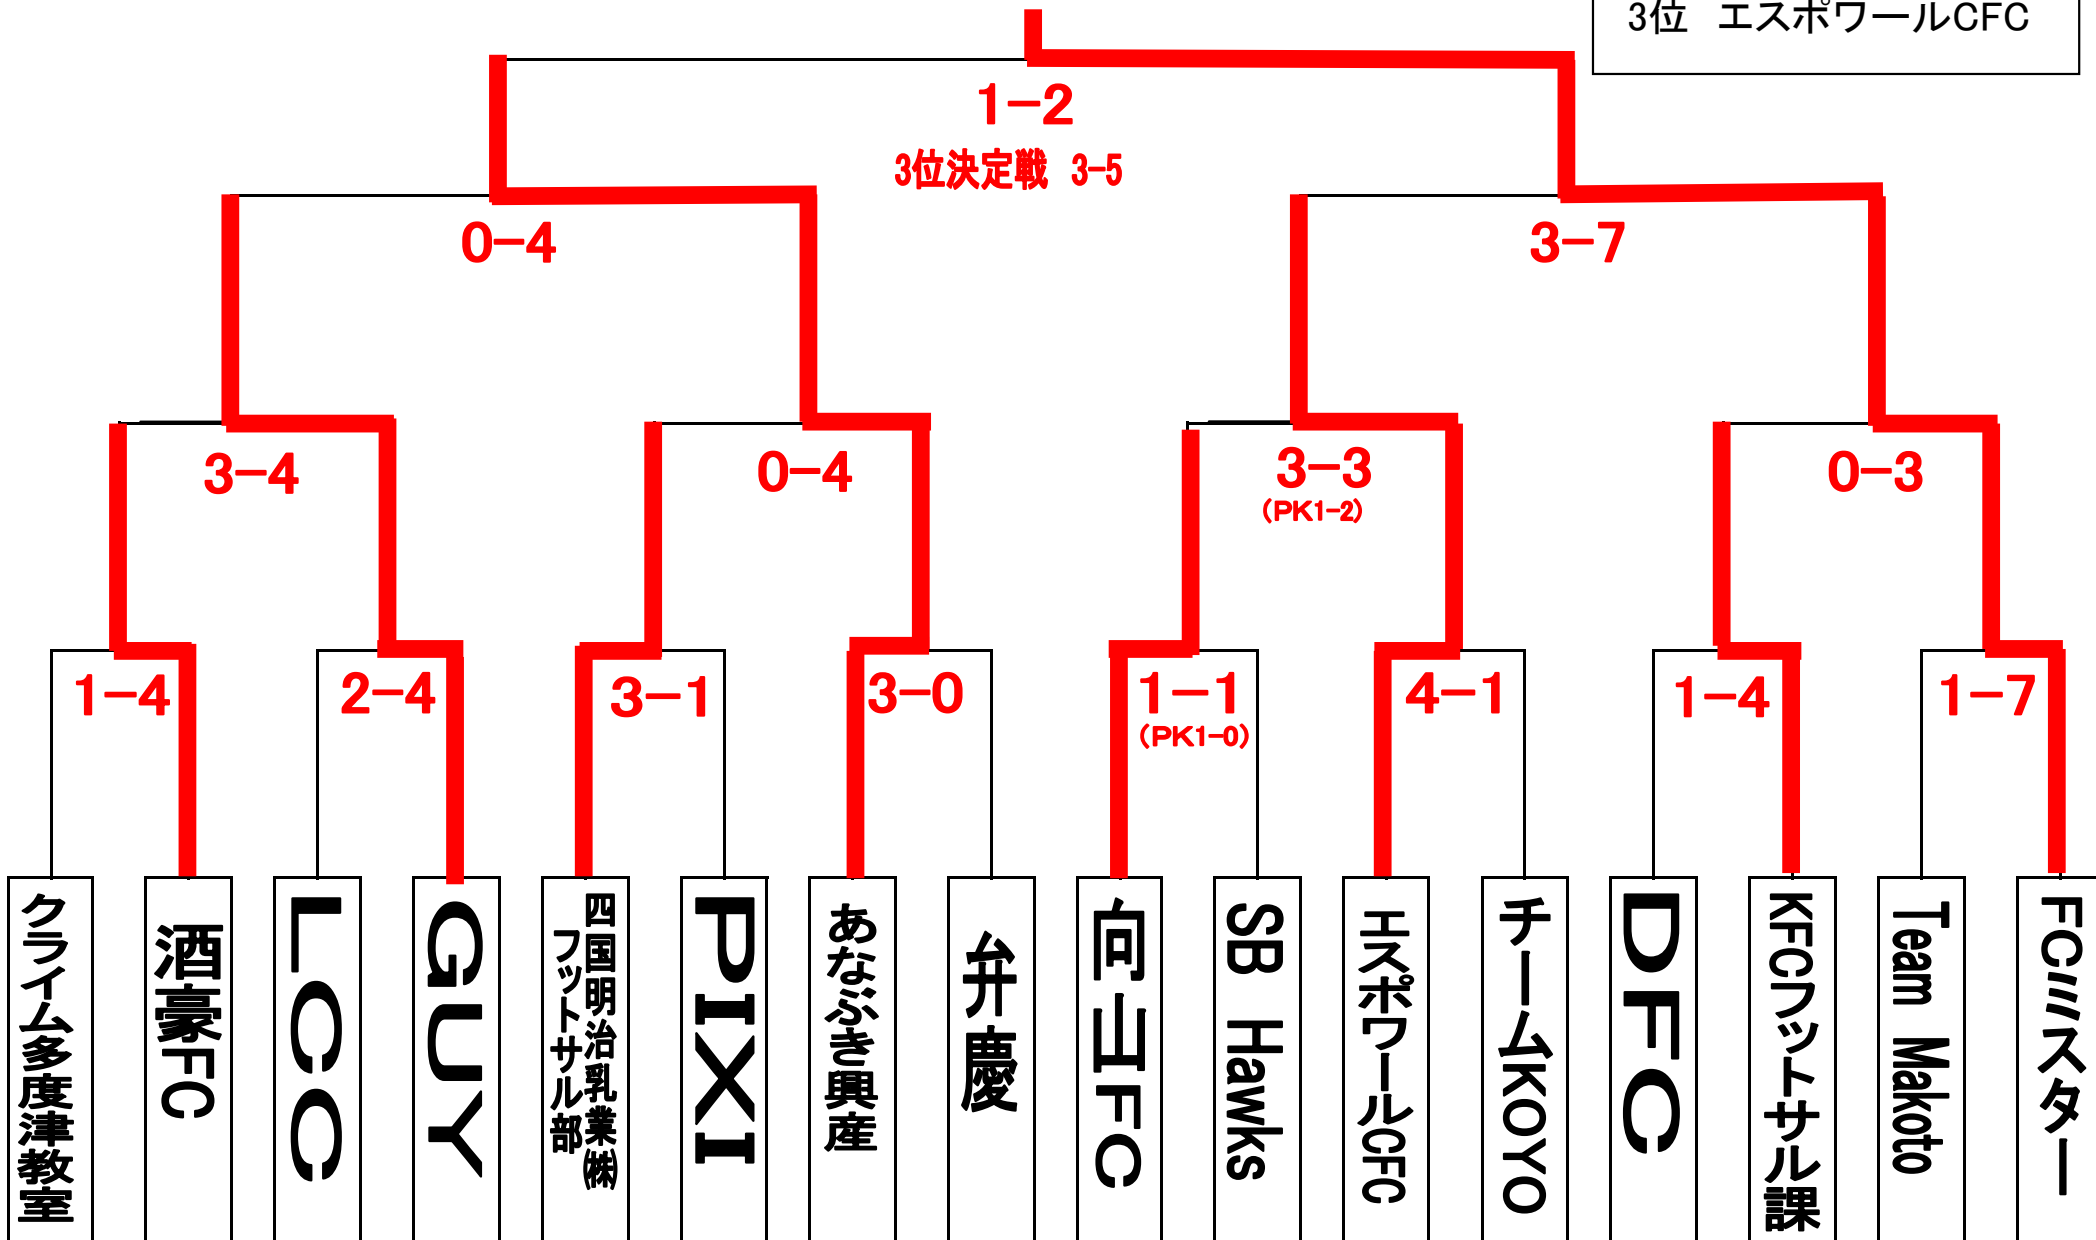 3位 エスポワールCFC
1-2
3位決定戦 3-5
0-4
3-7
3-4
0-4
3-3
(PK1-2)
0-3
1-4
2-4
3-1
3-0
1-1
(PK1-0)
4-1
1-4
1-7
クライム多度津教室
酒豪FC
LCC
GUY
四国明治乳業(株)
フットサル部
PIXI
あなぶき興産
弁慶
向山FC
SB Hawks
エスポワールCFC
チームKOYO
DFC
KFCフットサル課
Team Makoto
FCミスター